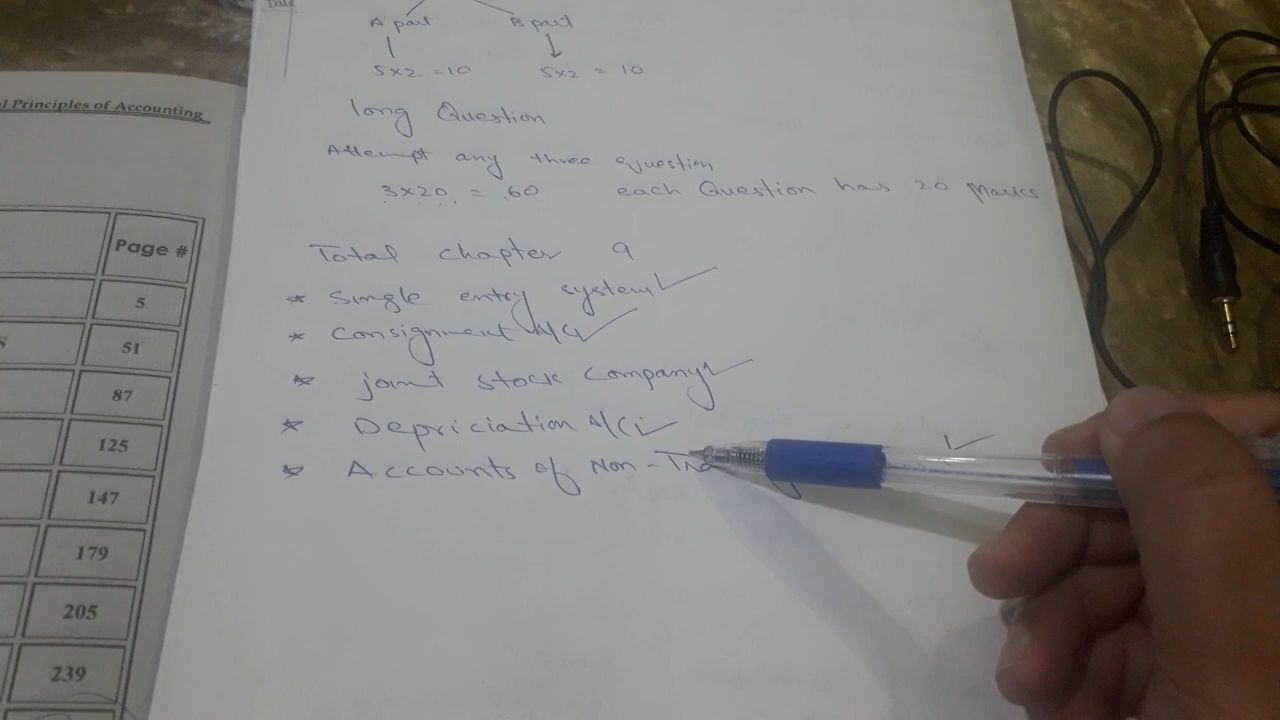 Date
A part B part
5x2 = 10 5x2 = 10
long Question
Attempt any three question
3x20 = 60 each Question has 20 Marks
Total chapter 9
* Single entry system
* Consignment A/C
* joint stock company
* Depriciation A/C
* Accounts of Non-Tra
l Principles of Accounting
Page #
5
51
87
125
147
179
205
239